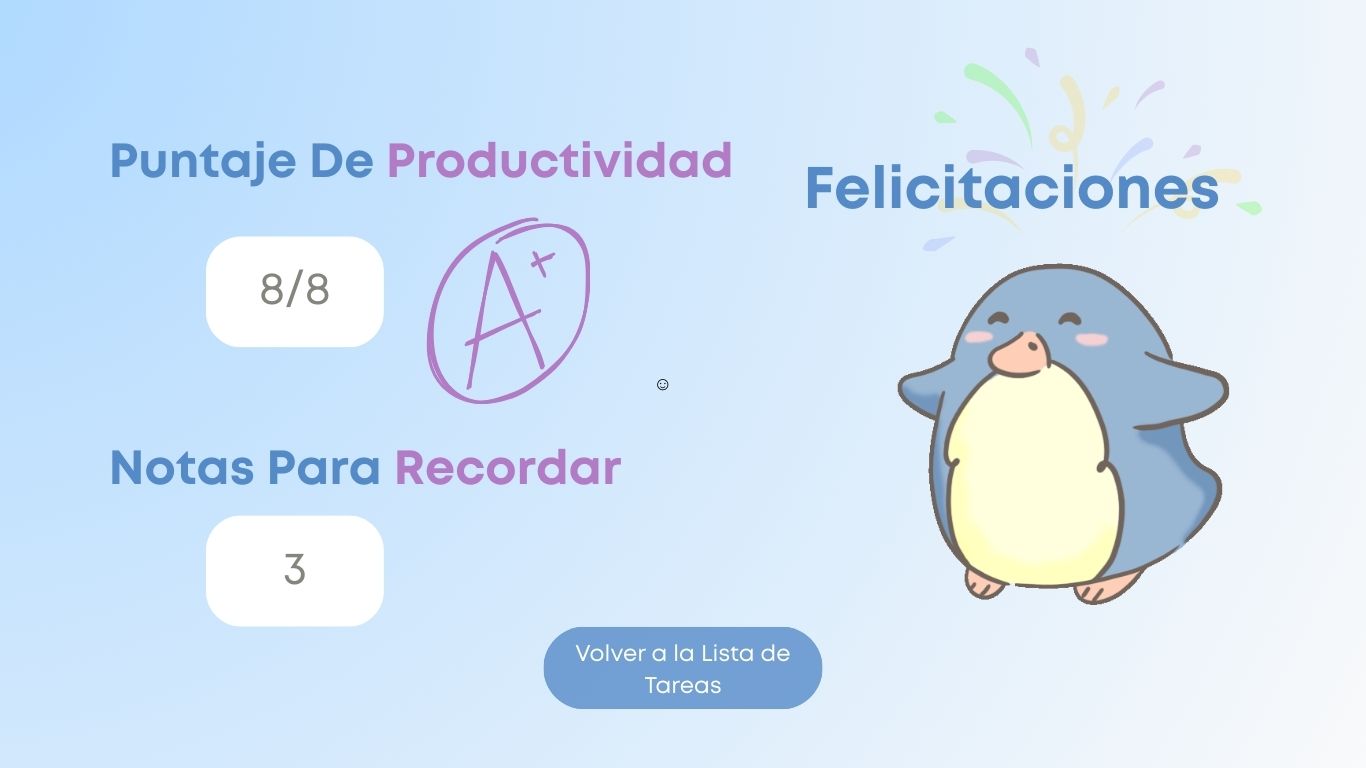 Puntaje De Productividad
Felicitaciones
8/8
A+
Notas Para Recordar
3
Volver a la Lista de
Tareas